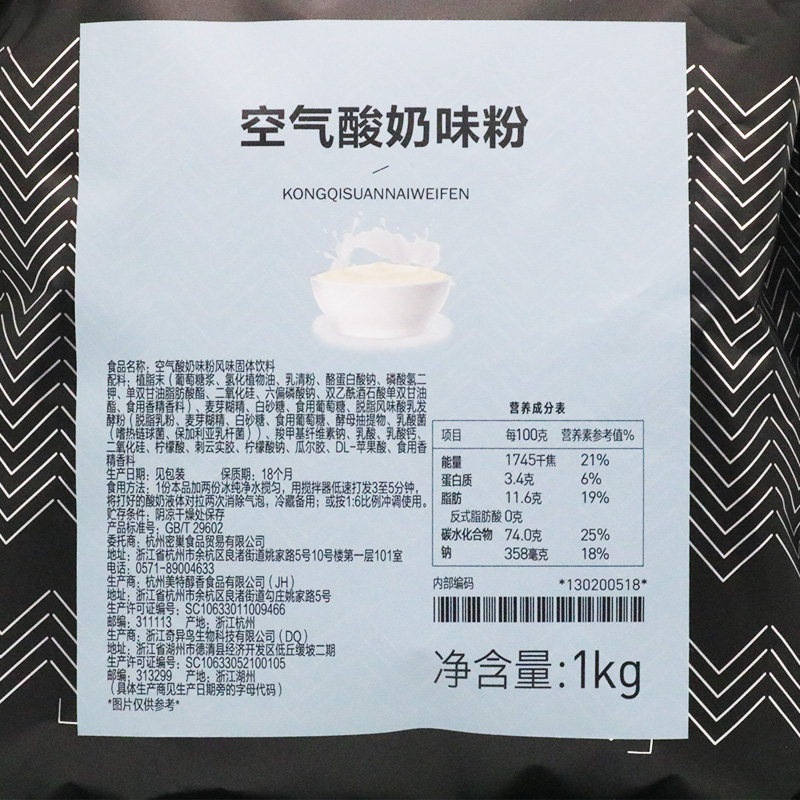 空气酸奶味粉
KONGQISUANNAIWEIFEN
食品名称：空气酸奶味粉风味固体饮料
配料：植脂末（葡萄糖浆、氢化植物油、乳清粉、酪蛋白酸钠、磷酸氢二
钾、单双甘油脂肪酸酯、二氧化硅、六偏磷酸钠、双乙酰酒石酸单双甘油
酯、食用香精香料）、麦芽糊精、白砂糖、食用葡萄糖、脱脂风味酸乳发
酵粉（脱脂乳粉、麦芽糊精、白砂糖、食用葡萄糖、酵母抽提物、乳酸菌
（嗜热链球菌、保加利亚乳杆菌））、羧甲基纤维素钠、乳酸、乳酸钙、
二氧化硅、柠檬酸、刺云实胶、柠檬酸钠、瓜尔胶、DL-苹果酸、食用香
精香料
生产日期：见包装 保质期：18个月
食用方法：1份本品加两份冰纯净水搅匀，用搅拌器低速打发3至5分钟，
将打好的酸奶液体对拉两次消除气泡，冷藏备用；或按1:6比例冲调使用。
贮存条件：阴凉干燥处保存
产品标准号：GB/T 29602
委托商：杭州密巢食品贸易有限公司
地址：浙江省杭州市余杭区良渚街道姚家路5号10号楼第一层101室
电话：0571-89004633
生产商：杭州美特醇香食品有限公司（JH）
地址：浙江省杭州市余杭区良渚街道勾庄姚家路5号
生产许可证编号：SC10633011009466
邮编：311113 产地：浙江杭州
生产商：浙江奇异鸟生物科技有限公司（DQ）
地址：浙江省湖州市德清县经济开发区低丘缓坡二期
生产许可证编号：SC10633052100105
邮编：313299 产地：浙江湖州
（具体生产商见生产日期旁的字母代码）
*图片仅供参考*
营养成分表
项目 每100克 营养素参考值%
能量 1745千焦 21%
蛋白质 3.4克 6%
脂肪 11.6克 19%
反式脂肪酸 0克
碳水化合物 74.0克 25%
钠 358毫克 18%
内部编码 *130200518*
净含量:1kg